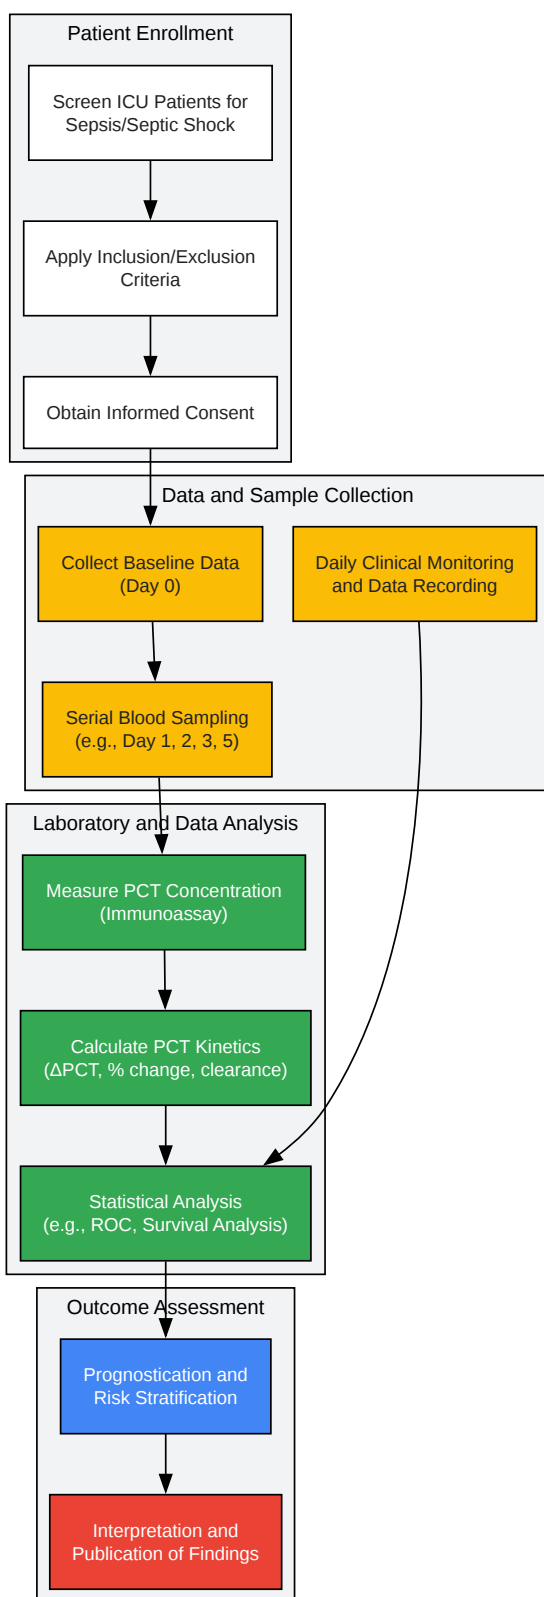 Patient Enrollment
Screen ICU Patients for
Sepsis/Septic Shock
Apply Inclusion/Exclusion
Criteria
Obtain Informed Consent
Data and Sample Collection
Collect Baseline Data
(Day 0)
Daily Clinical Monitoring
and Data Recording
Serial Blood Sampling
(e.g., Day 1, 2, 3, 5)
Laboratory and Data Analysis
Measure PCT Concentration
(Immunoassay)
Calculate PCT Kinetics
(ΔPCT, % change, clearance)
Statistical Analysis
(e.g., ROC, Survival Analysis)
Outcome Assessment
Prognostication and
Risk Stratification
Interpretation and
Publication of Findings